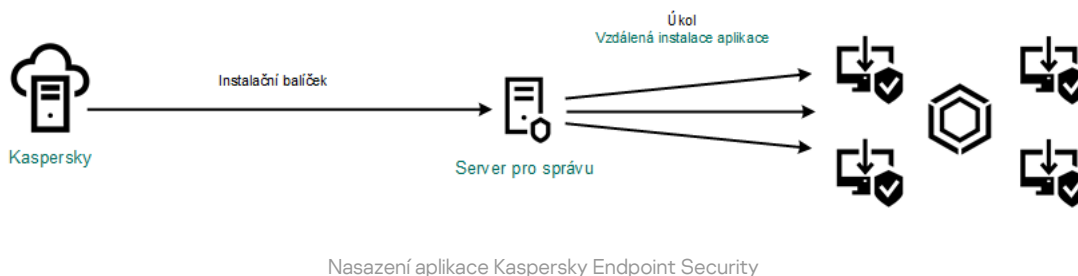 Úkol
Vzdálená instalace aplikace
Instalační balíček
Kaspersky
Server pro správu
Nasazení aplikace Kaspersky Endpoint Security